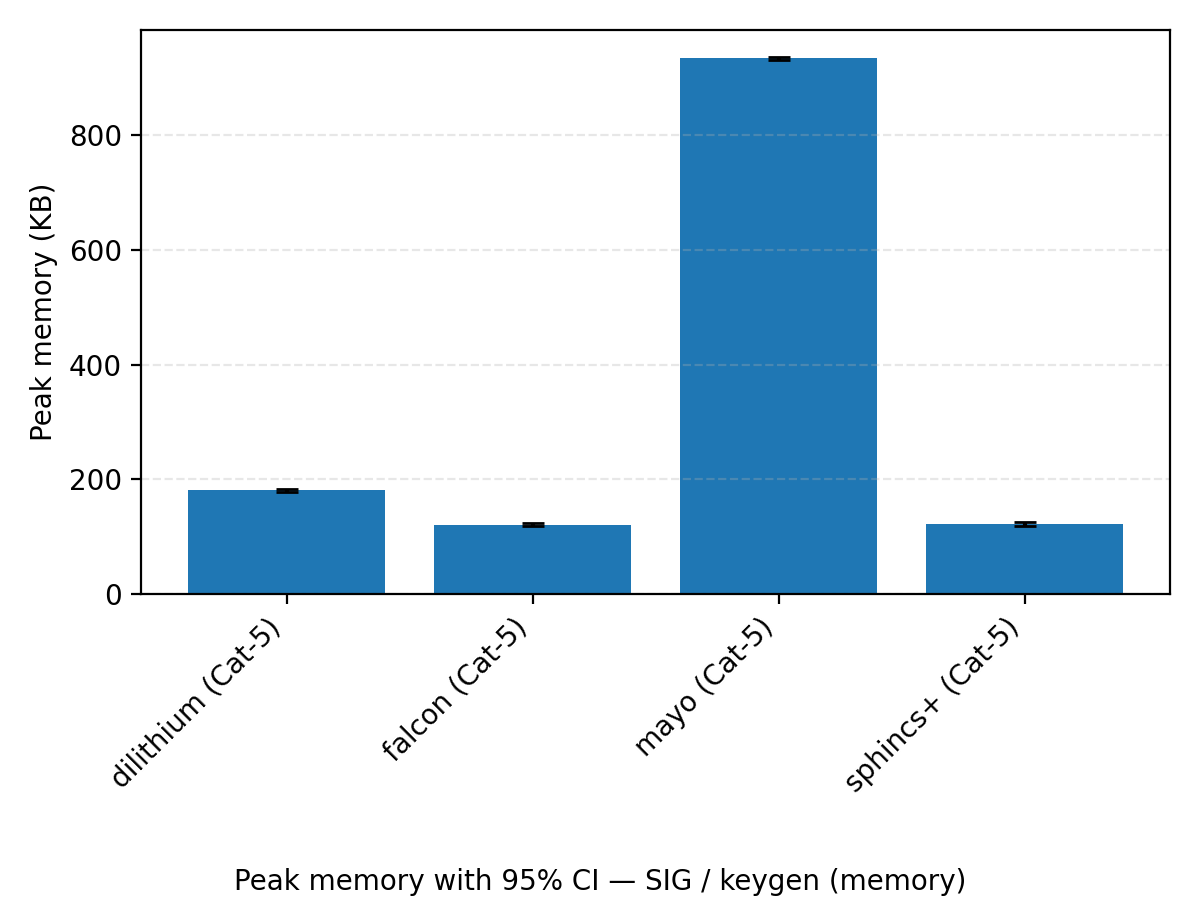 Peak memory (KB)
800
600
400
200
0
dilithium (Cat-5)
falcon (Cat-5)
mayo (Cat-5)
sphincs+ (Cat-5)
Peak memory with 95% CI — SIG / keygen (memory)